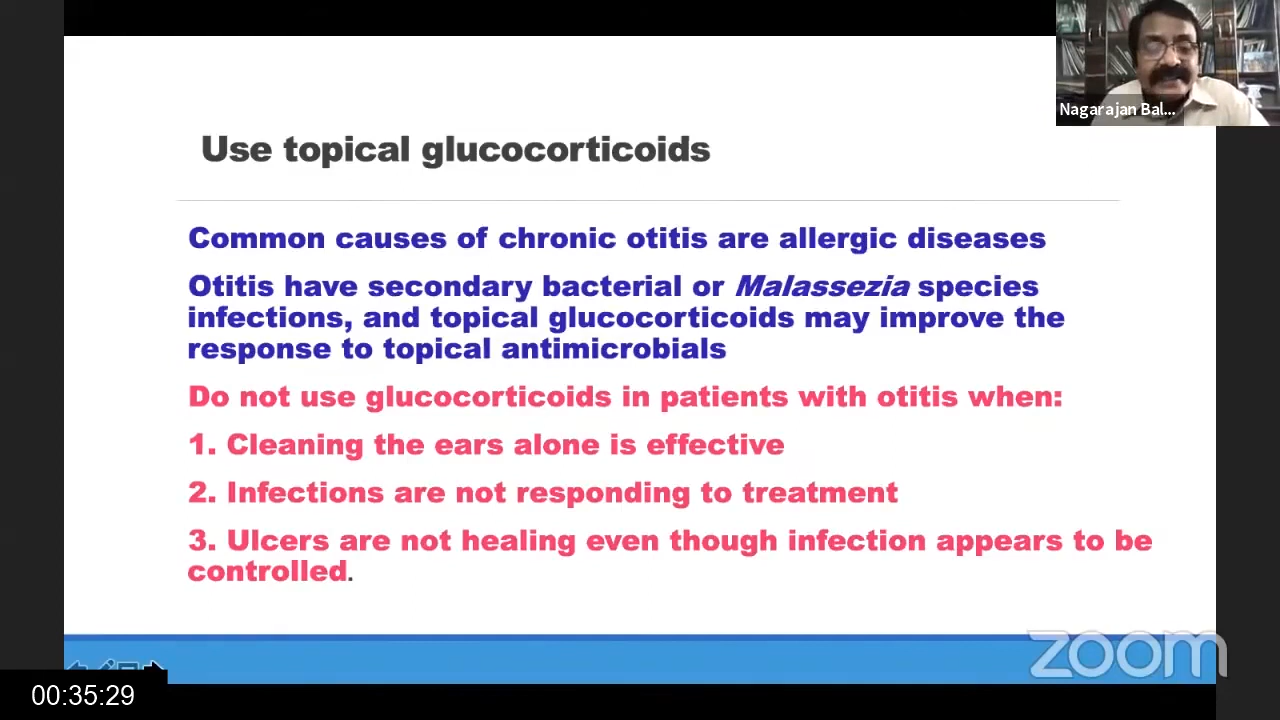 Nagarajan Bal...
Use topical glucocorticoids
Common causes of chronic otitis are allergic diseases
Otitis have secondary bacterial or Malassezia species
infections, and topical glucocorticoids may improve the
response to topical antimicrobials
Do not use glucocorticoids in patients with otitis when:
1. Cleaning the ears alone is effective
2. Infections are not responding to treatment
3. Ulcers are not healing even though infection appears to be
controlled.
zoom
00:35:29